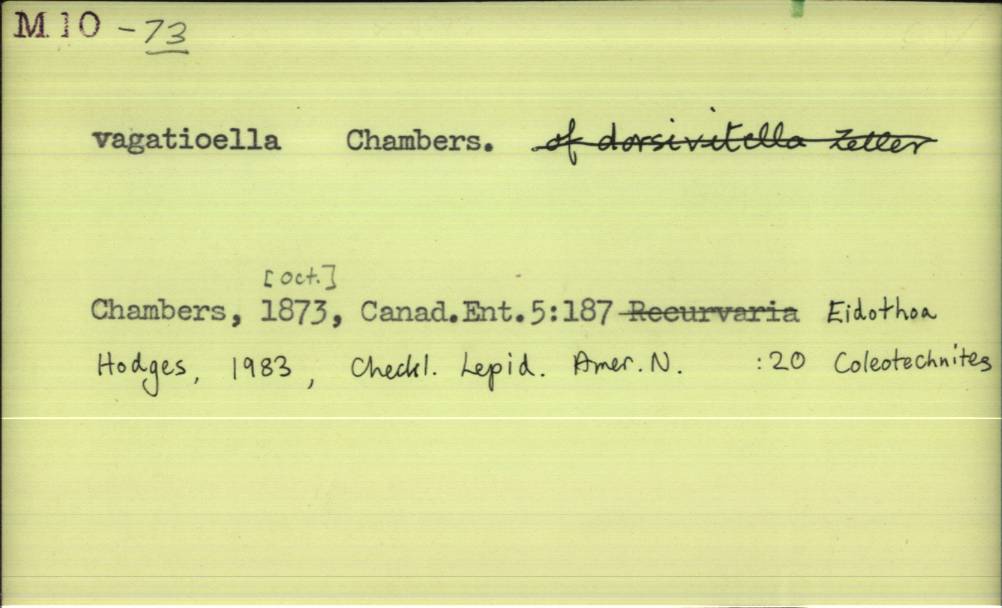 M.10 -73
vagatioella Chambers. of dorsivitella Zeller
[Oct.]
Chambers, 1873, Canad.Ent.5:187 Recurvaria Eidothoa
Hodges, 1983, Checkl. Lepid. Amer. N. :20 Coleotechnites